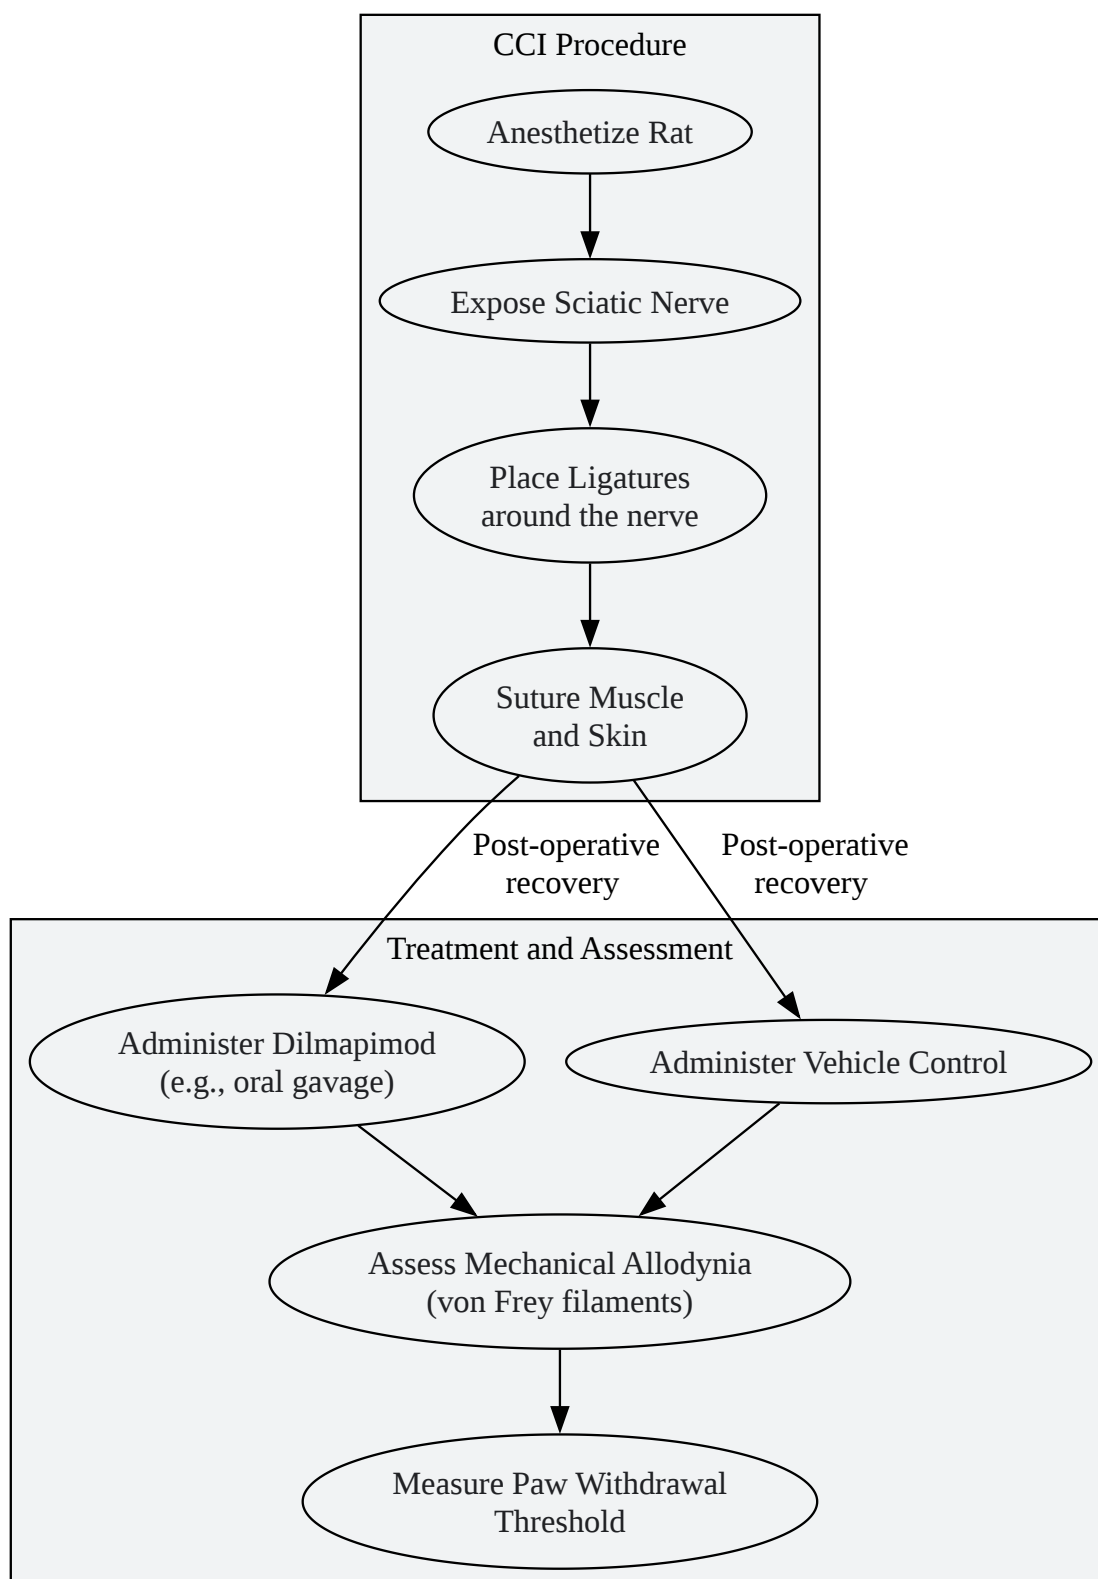 CCI Procedure
Anesthetize Rat
Expose Sciatic Nerve
Place Ligatures
around the nerve
Suture Muscle
and Skin
Post-operative
recovery
Post-operative
recovery
Treatment and Assessment
Administer Dilmapimod
(e.g., oral gavage)
Administer Vehicle Control
Assess Mechanical Allodynia
(von Frey filaments)
Measure Paw Withdrawal
Threshold